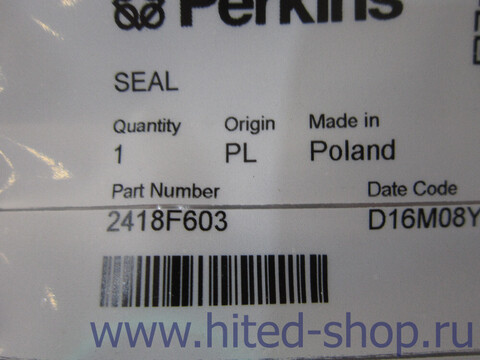 Perkins
SEAL
Quantity Origin Made in
1 PL Poland
Part Number Date Code
2418F603 D16M08Y
www.hited-shop.ru